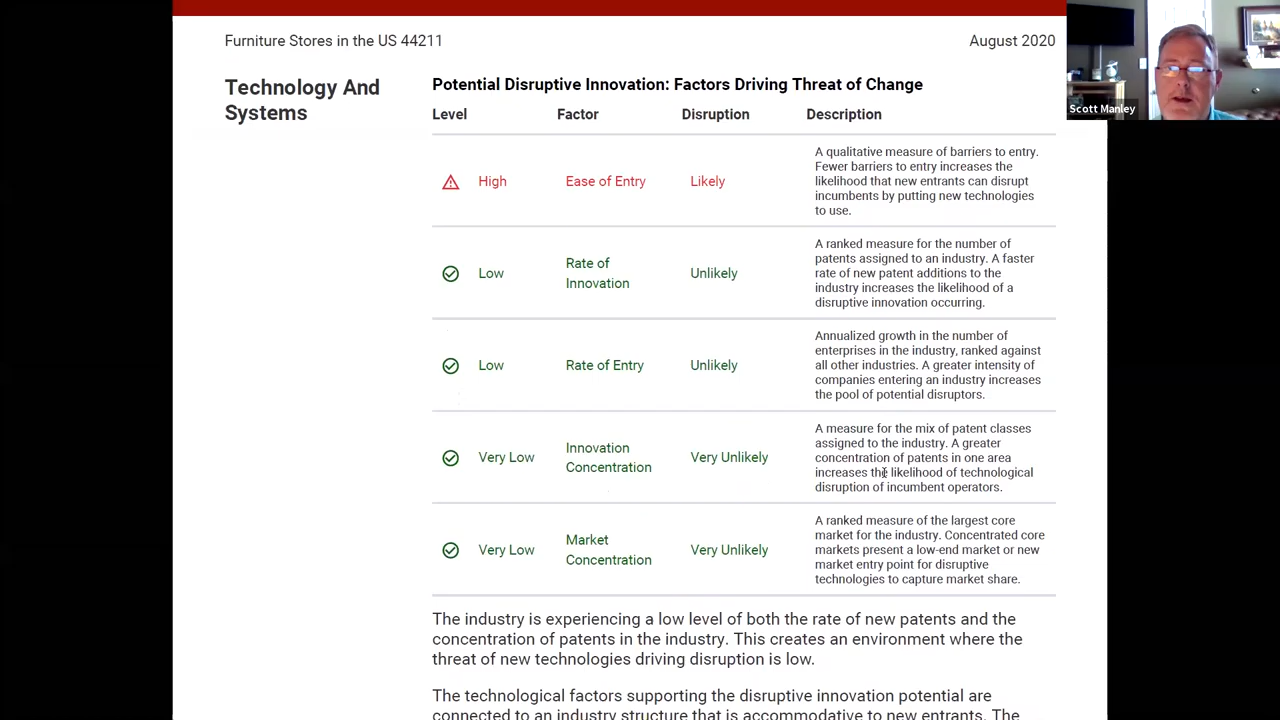 Furniture Stores in the US 44211
August 2020
Scott Manley
Technology And
Systems
Potential Disruptive Innovation: Factors Driving Threat of Change
Level Factor Disruption Description
High Ease of Entry Likely
A qualitative measure of barriers to entry.
Fewer barriers to entry increases the
likelihood that new entrants can disrupt
incumbents by putting new technologies
to use.
Low Rate of
Innovation Unlikely
A ranked measure for the number of
patents assigned to an industry. A faster
rate of new patent additions to the
industry increases the likelihood of a
disruptive innovation occurring.
Low Rate of Entry Unlikely
Annualized growth in the number of
enterprises in the industry, ranked against
all other industries. A greater intensity of
companies entering an industry increases
the pool of potential disruptors.
Very Low Innovation
Concentration Very Unlikely
A measure for the mix of patent classes
assigned to the industry. A greater
concentration of patents in one area
increases the likelihood of technological
disruption of incumbent operators.
Very Low Market
Concentration Very Unlikely
A ranked measure of the largest core
market for the industry. Concentrated core
markets present a low-end market or new
market entry point for disruptive
technologies to capture market share.
The industry is experiencing a low level of both the rate of new patents and the
concentration of patents in the industry. This creates an environment where the
threat of new technologies driving disruption is low.
The technological factors supporting the disruptive innovation potential are
connected to an industry structure that is accommodative to new entrants. The